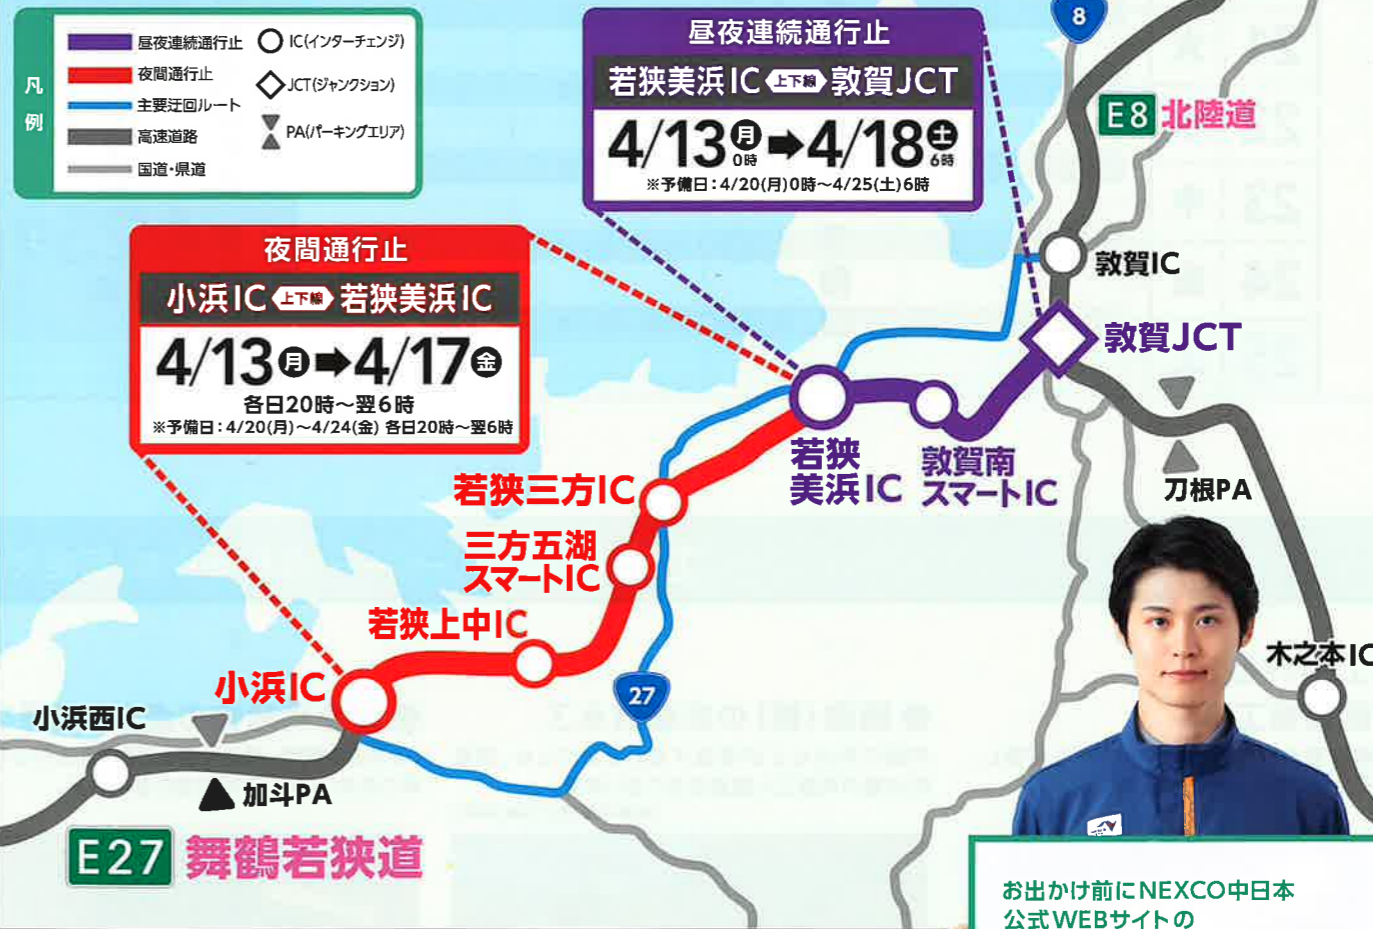 凡例
昼夜連続通行止
夜間通行止
主要迂回ルート
高速道路
国道・県道
IC(インターチェンジ)
JCT(ジャンクション)
PA(パーキングエリア)
昼夜連続通行止
若狭美浜IC 上下線 敦賀JCT
4/13月0時➡4/18土6時
※予備日:4/20(月)0時~4/25(土)6時
8
E8 北陸道
夜間通行止
小浜IC 上下線 若狭美浜IC
4/13月➡4/17金
各日20時~翌6時
※予備日:4/20(月)~4/24(金) 各日20時~翌6時
敦賀IC
敦賀JCT
若狭
美浜IC
敦賀南
スマートIC
刀根PA
若狭三方IC
三方五湖
スマートIC
若狭上中IC
小浜IC
27
木之本IC
小浜西IC
加斗PA
E27 舞鶴若狭道
お出かけ前にNEXCO中日本
公式WEBサイトの